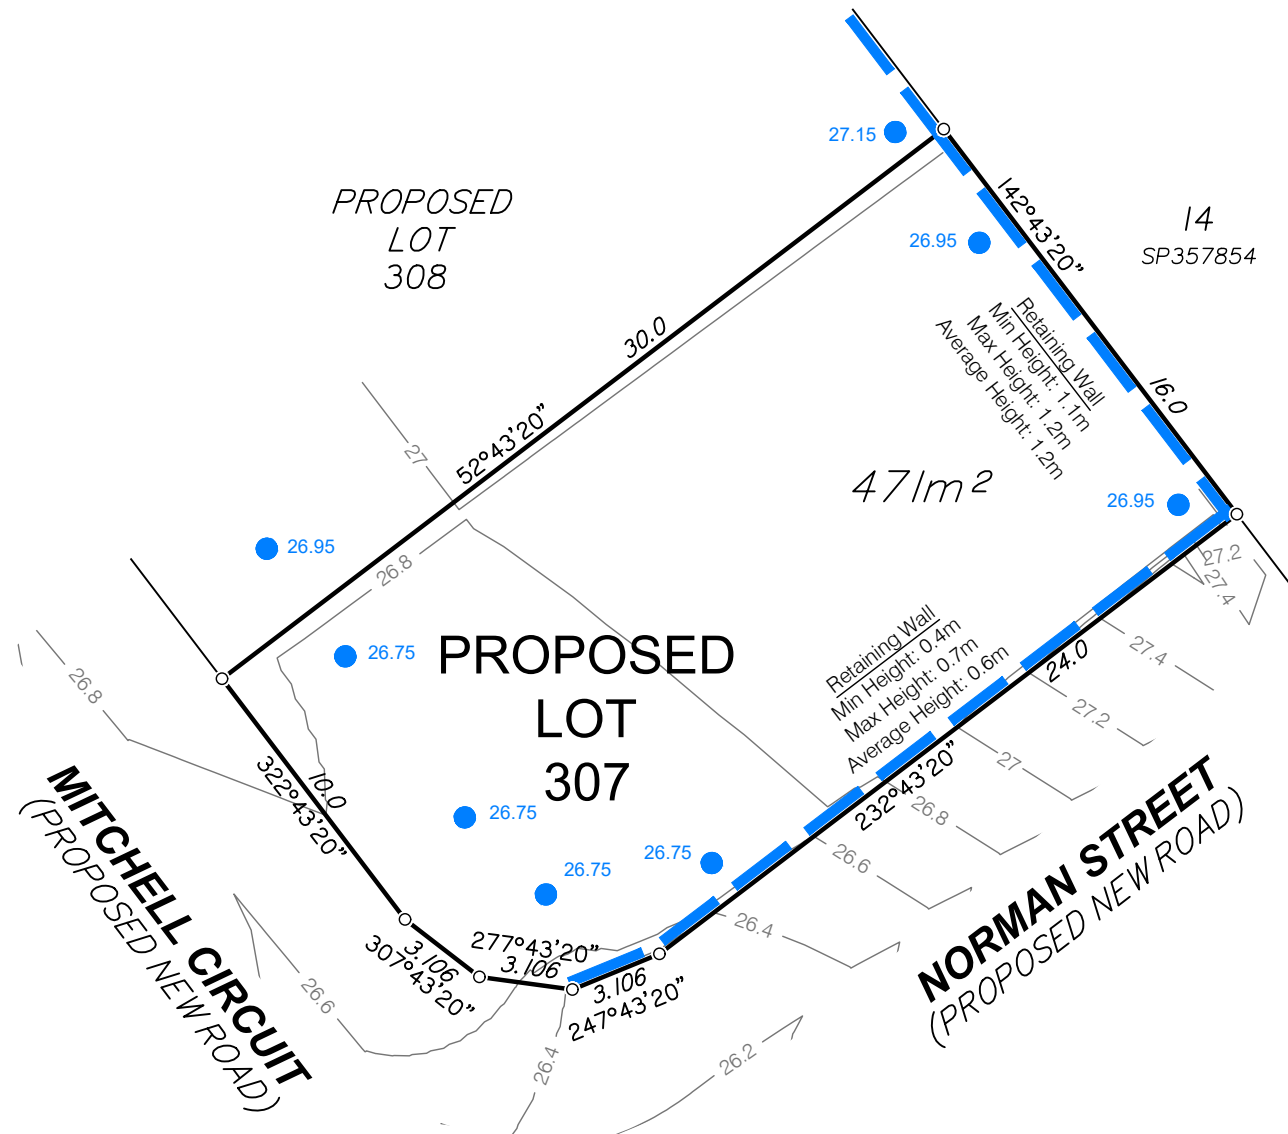 27.15
PROPOSED
LOT
308
142°43'20"
14
SP357854
26.95
30.0
Retaining Wall
Min Height: 1.1m
Max Height: 1.2m
Average Height: 1.2m
16.0
52°43'20"
27
471m²
26.95
26.95
26.8
27.2
27.4
26.75
PROPOSED
LOT
307
Retaining Wall
Min Height: 0.4m
Max Height: 0.7m
Average Height: 0.6m
24.0
27.4
26.8
27.2
27
232°43'20"
26.8
10.0
322°43'20"
26.75
26.75
26.75
26.6
26.4
MITCHELL CIRCUIT
(PROPOSED NEW ROAD)
NORMAN STREET
(PROPOSED NEW ROAD)
277°43'20"
3.106
3.106
307°43'20"
3.106
247°43'20"
26.6
26.4
26.2